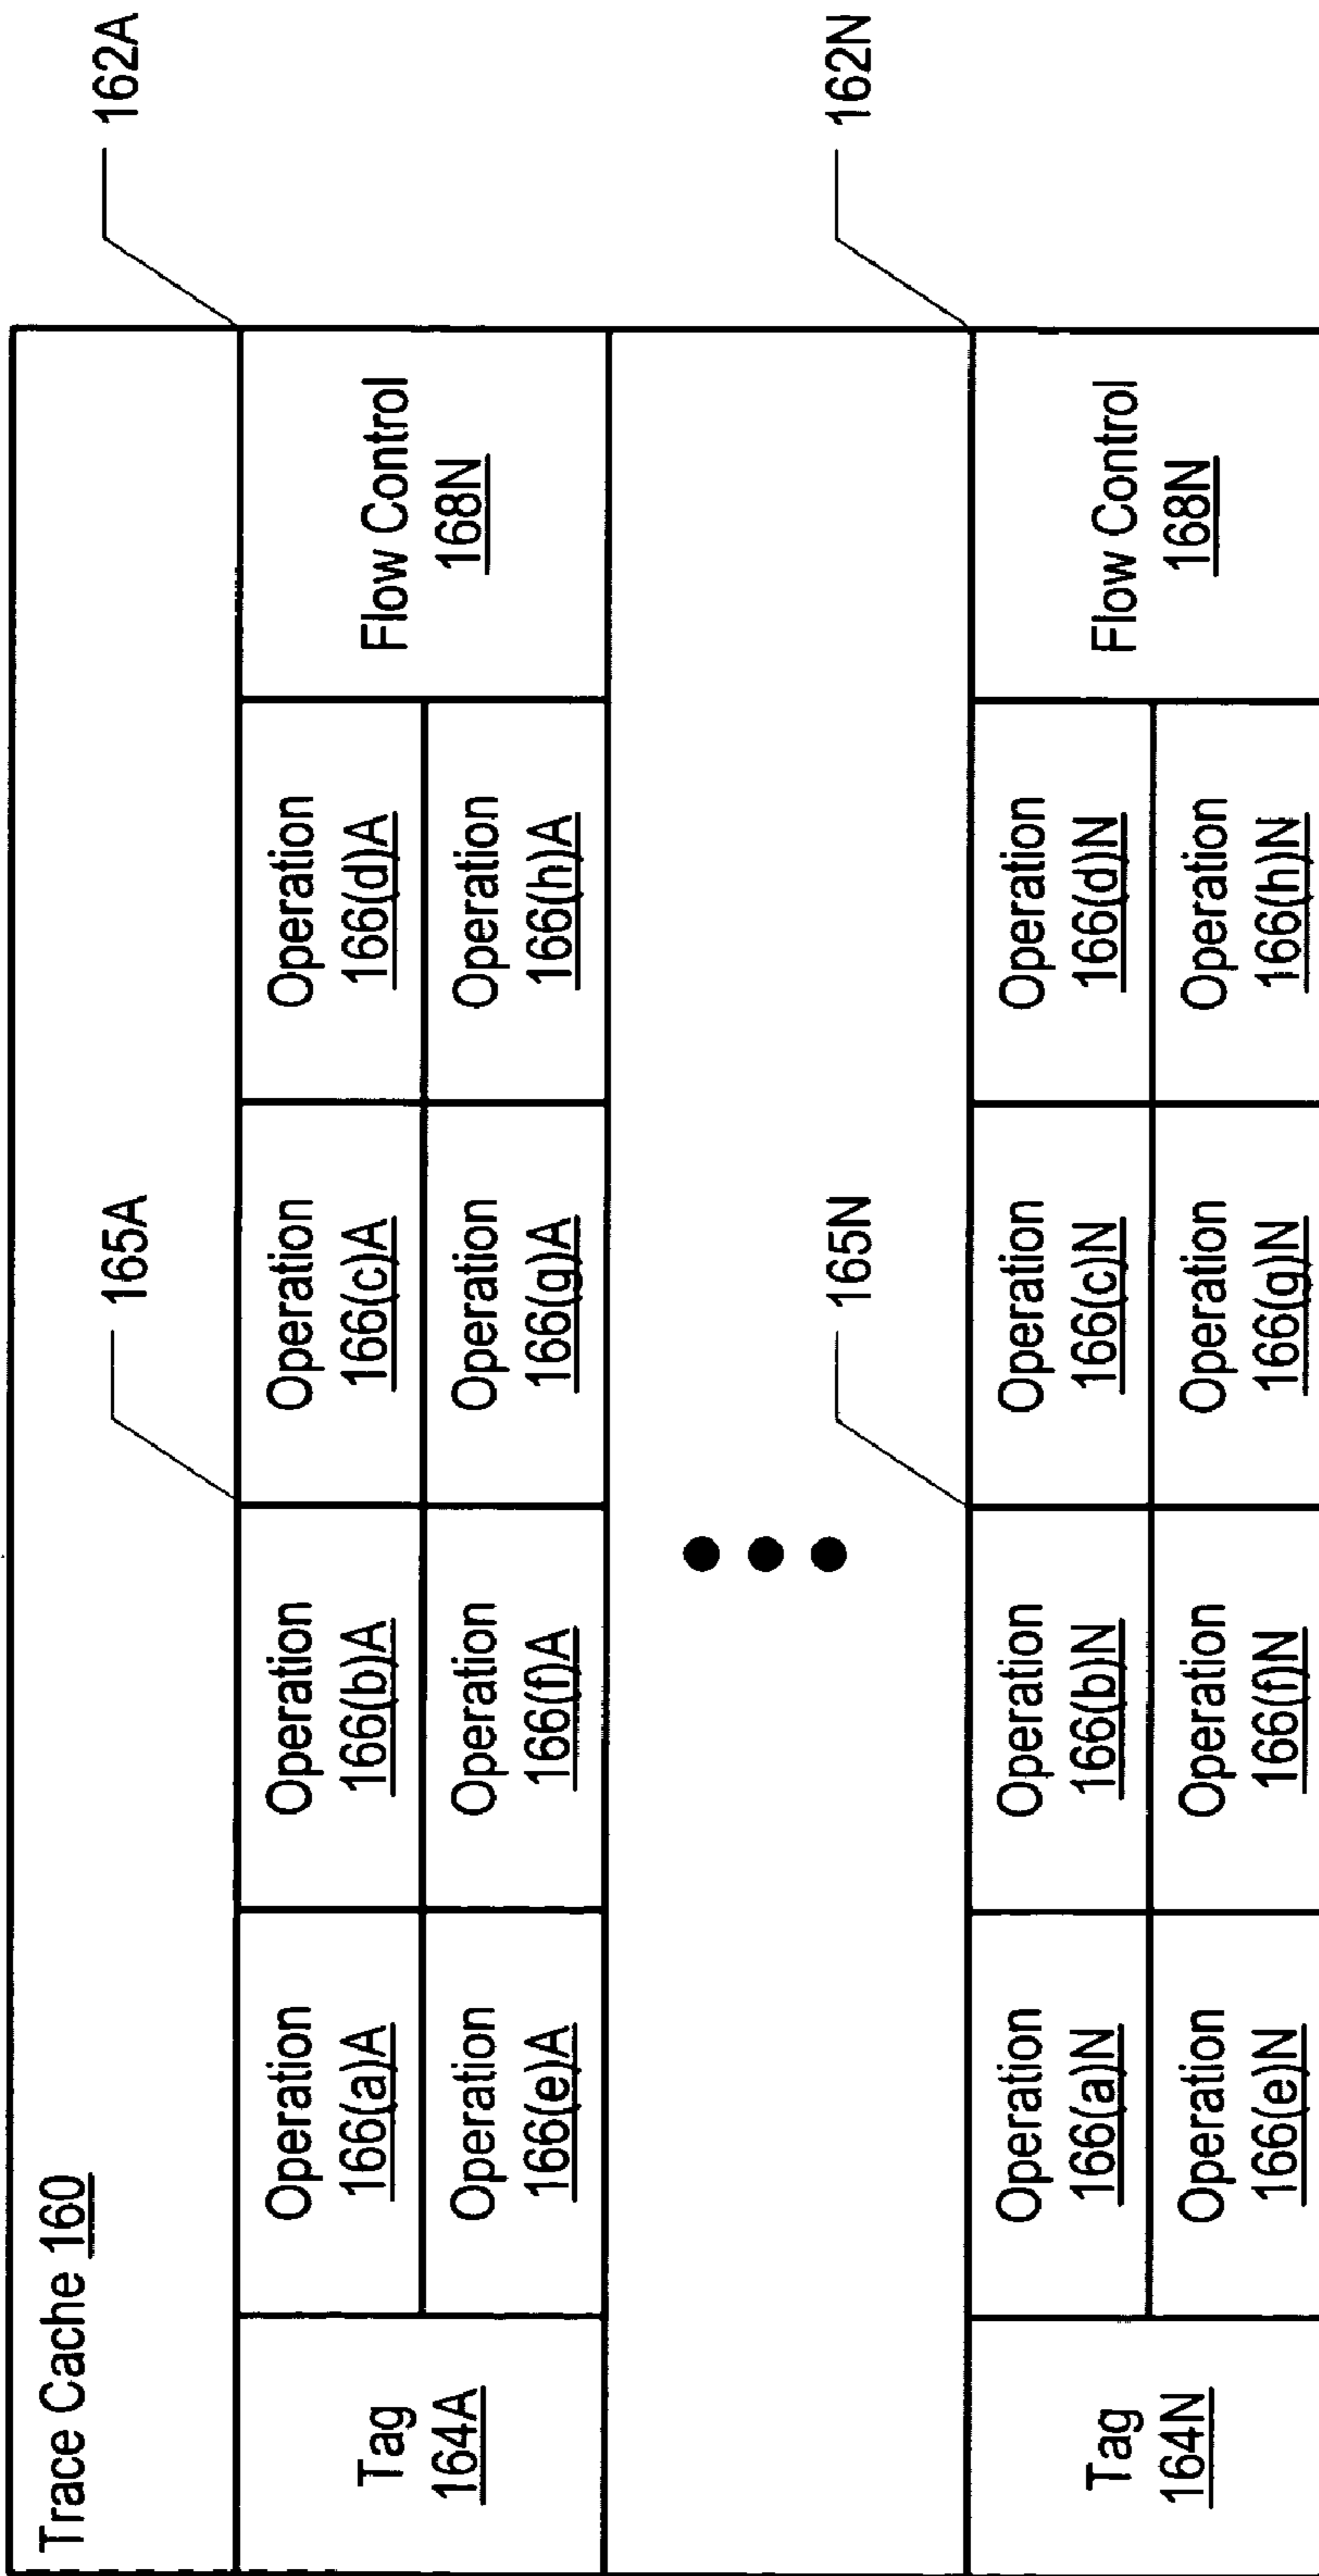 Trace Cache 160
165A
162A
Tag
164A
Operation
166(a)A
Operation
166(b)A
Operation
166(c)A
Operation
166(d)A
Operation
166(e)A
Operation
166(f)A
Operation
166(g)A
Operation
166(h)A
Flow Control
168N
165N
162N
Tag
164N
Operation
166(a)N
Operation
166(b)N
Operation
166(c)N
Operation
166(d)N
Operation
166(e)N
Operation
166(f)N
Operation
166(g)N
Operation
166(h)N
Flow Control
168N